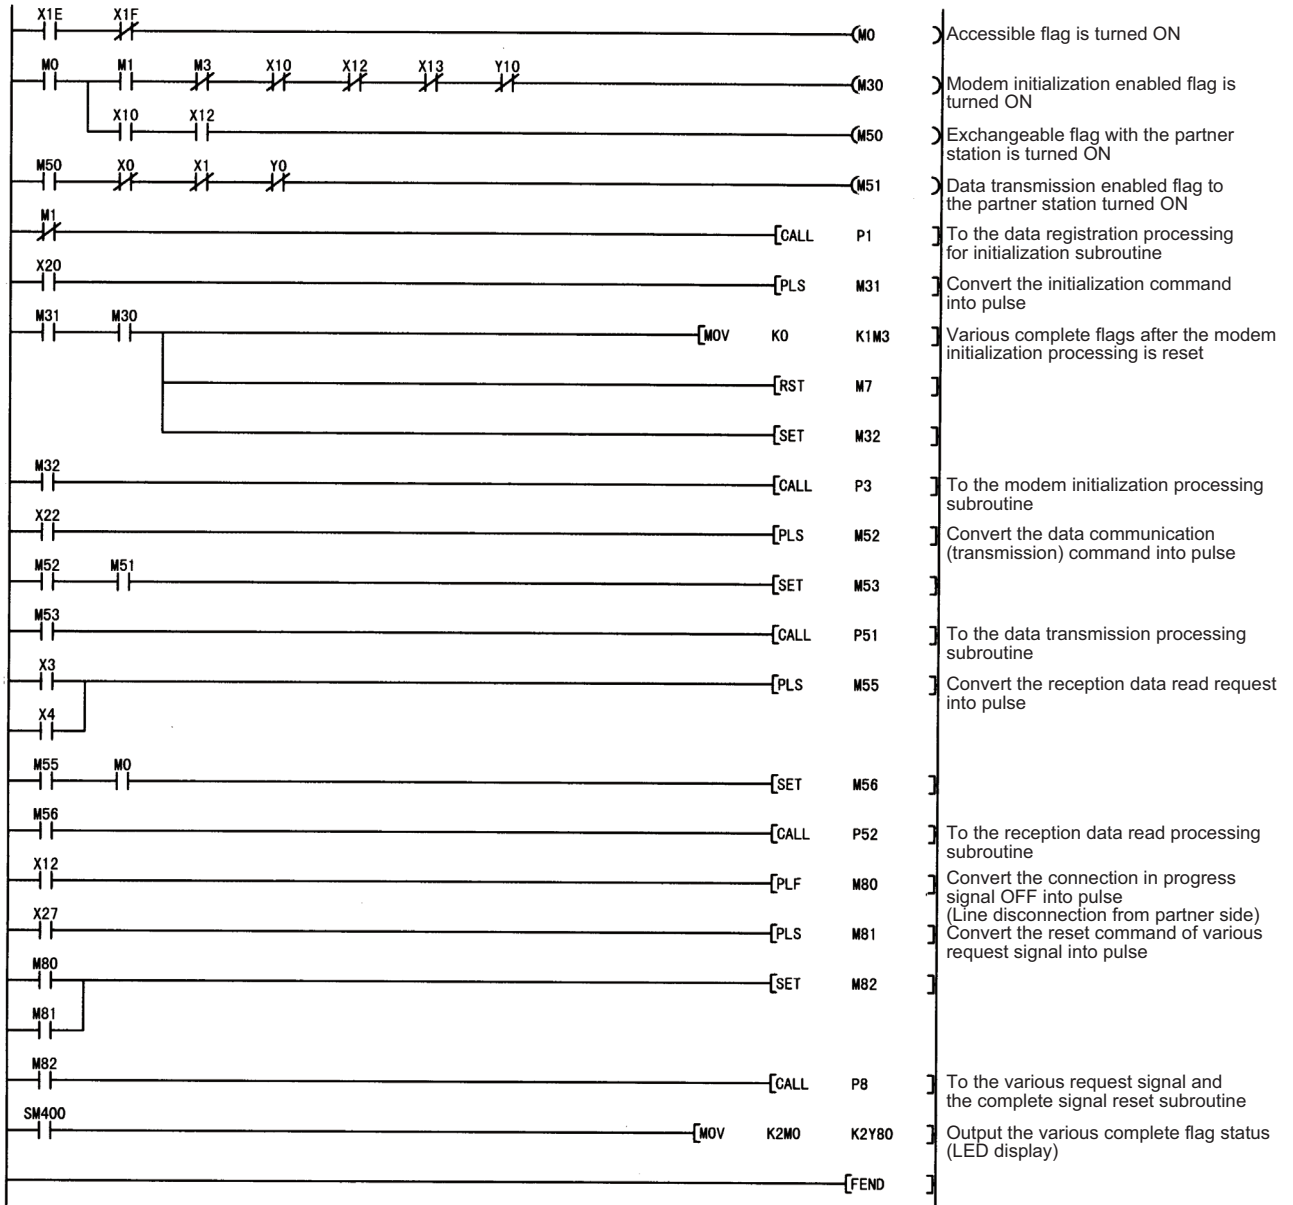 X1E X1F
(M0 ) Accessible flag is turned ON
M0 M1 M3 X10 X12 X13 Y10
(M30 ) Modem initialization enabled flag is
turned ON
X10 X12
(M50 ) Exchangeable flag with the partner
station is turned ON
M50 X0 X1 Y0
(M51 ) Data transmission enabled flag to
the partner station turned ON
M1
[CALL P1 ] To the data registration processing
for initialization subroutine
X20
[PLS M31 ] Convert the initialization command
into pulse
M31 M30
[MOV K0 K1M3 ] Various complete flags after the modem
initialization processing is reset
[RST M7 ]
[SET M32 ]
M32
[CALL P3 ] To the modem initialization processing
subroutine
X22
[PLS M52 ] Convert the data communication
(transmission) command into pulse
M52 M51
[SET M53 ]
M53
[CALL P51 ] To the data transmission processing
subroutine
X3
[PLS M55 ] Convert the reception data read request
into pulse
X4
M55 M0
[SET M56 ]
M56
[CALL P52 ] To the reception data read processing
subroutine
X12
[PLF M80 ] Convert the connection in progress
signal OFF into pulse
(Line disconnection from partner side)
X27
[PLS M81 ] Convert the reset command of various
request signal into pulse
M80
[SET M82 ]
M81
M82
[CALL P8 ] To the various request signal and
the complete signal reset subroutine
SM400
[MOV K2M0 K2Y80 ] Output the various complete flag status
(LED display)
[FEND ]